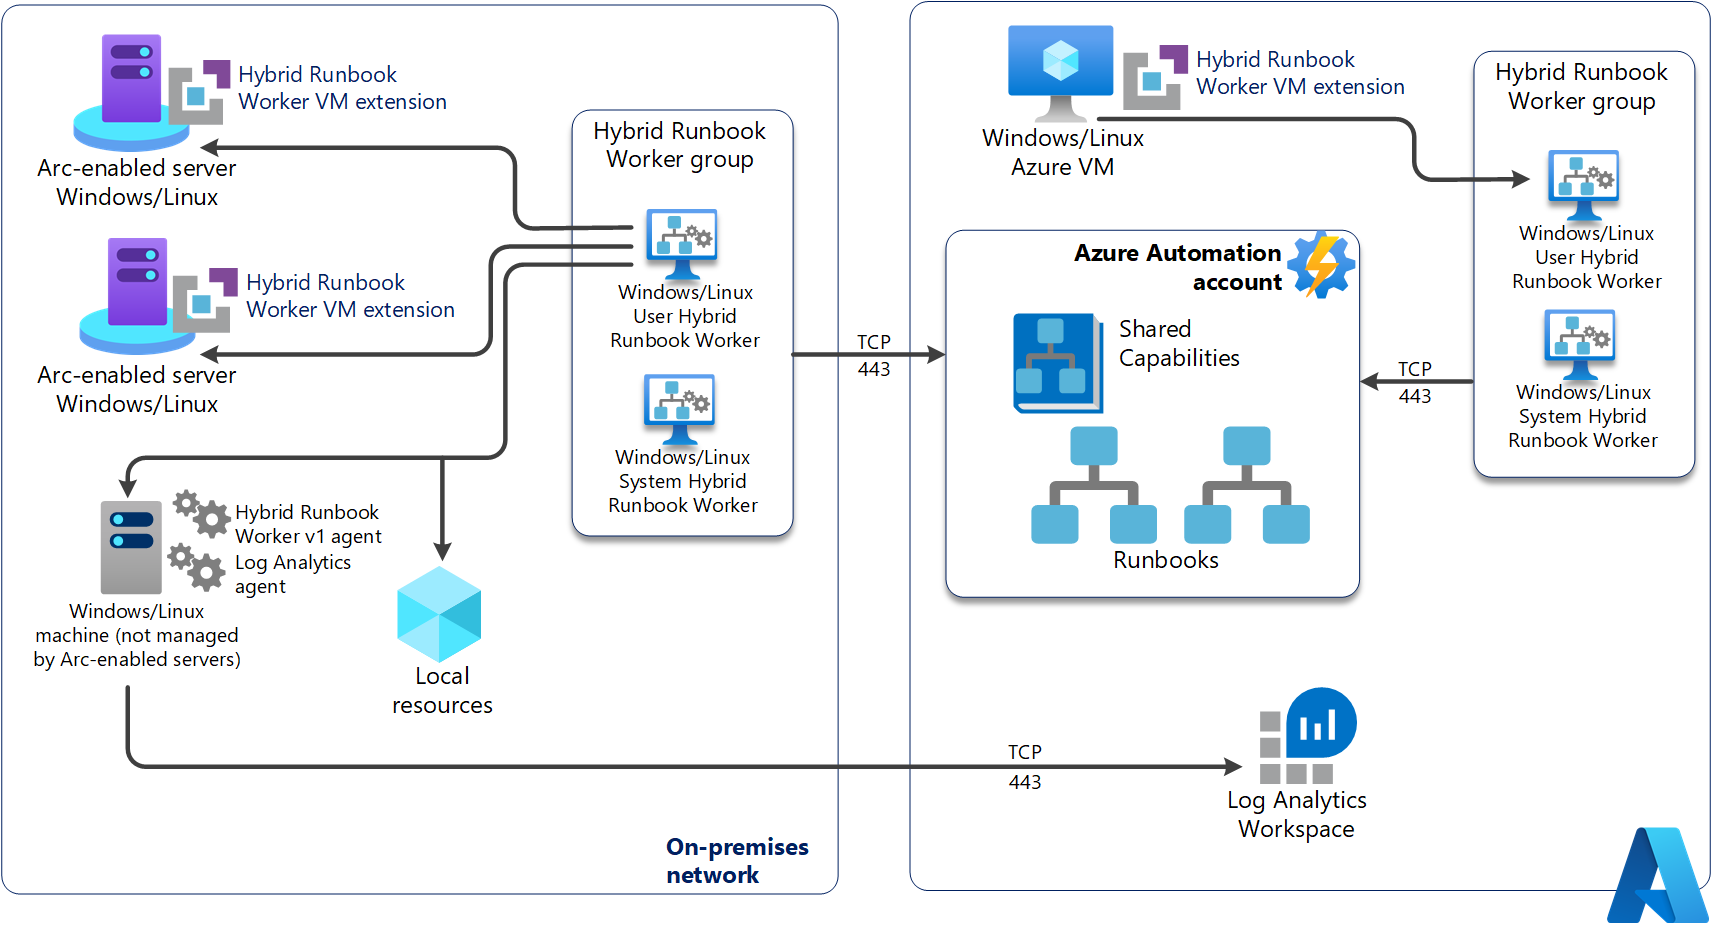 Hybrid Runbook
Worker VM extension
Arc-enabled server
Windows/Linux
Hybrid Runbook
Worker VM extension
Arc-enabled server
Windows/Linux
Hybrid Runbook
Worker v1 agent
Log Analytics
agent
Windows/Linux
machine (not managed
by Arc-enabled servers)
Local
resources
Hybrid Runbook
Worker group
Windows/Linux
User Hybrid
Runbook Worker
Windows/Linux
System Hybrid
Runbook Worker
On-premises
network
TCP
443
TCP
443
Windows/Linux
Azure VM
Hybrid Runbook
Worker VM extension
Azure Automation
account
Shared
Capabilities
Runbooks
TCP
443
Hybrid Runbook
Worker group
Windows/Linux
User Hybrid
Runbook Worker
Windows/Linux
System Hybrid
Runbook Worker
Log Analytics
Workspace